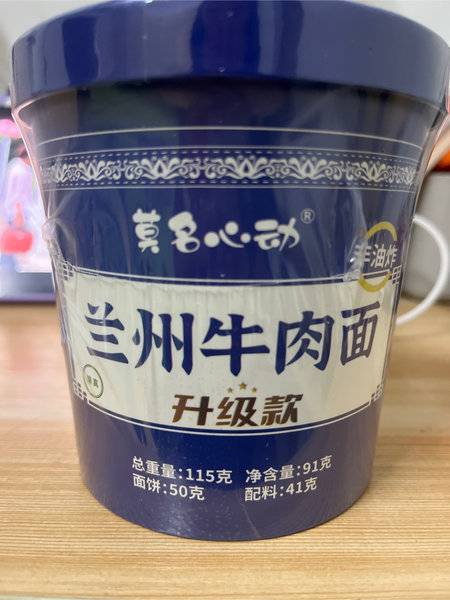 莫名心动®
非油炸
兰州牛肉面
升级款
总重量:115克 净含量:91克
面饼:50克 配料:41克